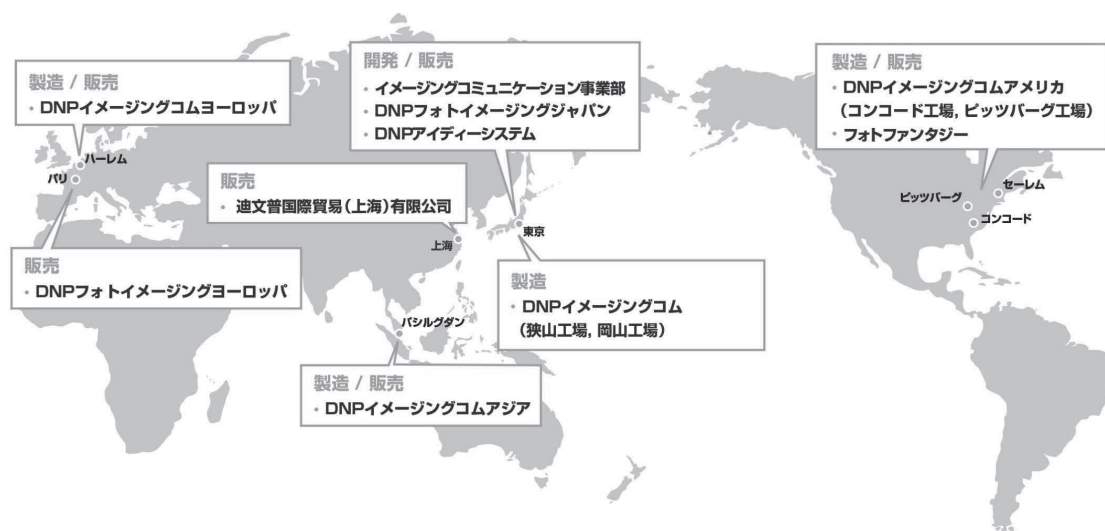 製造 / 販売
・DNPイメージングコムヨーロッパ
ハーレム
パリ
販売
・DNPフォトイメージングヨーロッパ
開発 / 販売
・イメージングコミュニケーション事業部
・DNPフォトイメージングジャパン
・DNPアイディーシステム
販売
・迪文普国際貿易(上海)有限公司
上海
東京
製造
・DNPイメージングコム
(狭山工場, 岡山工場)
パシルグダン
製造 / 販売
・DNPイメージングコムアジア
製造 / 販売
・DNPイメージングコムアメリカ
(コンコード工場, ピッツバーグ工場)
・フォトファンタジー
ピッツバーグ
セーレム
コンコード